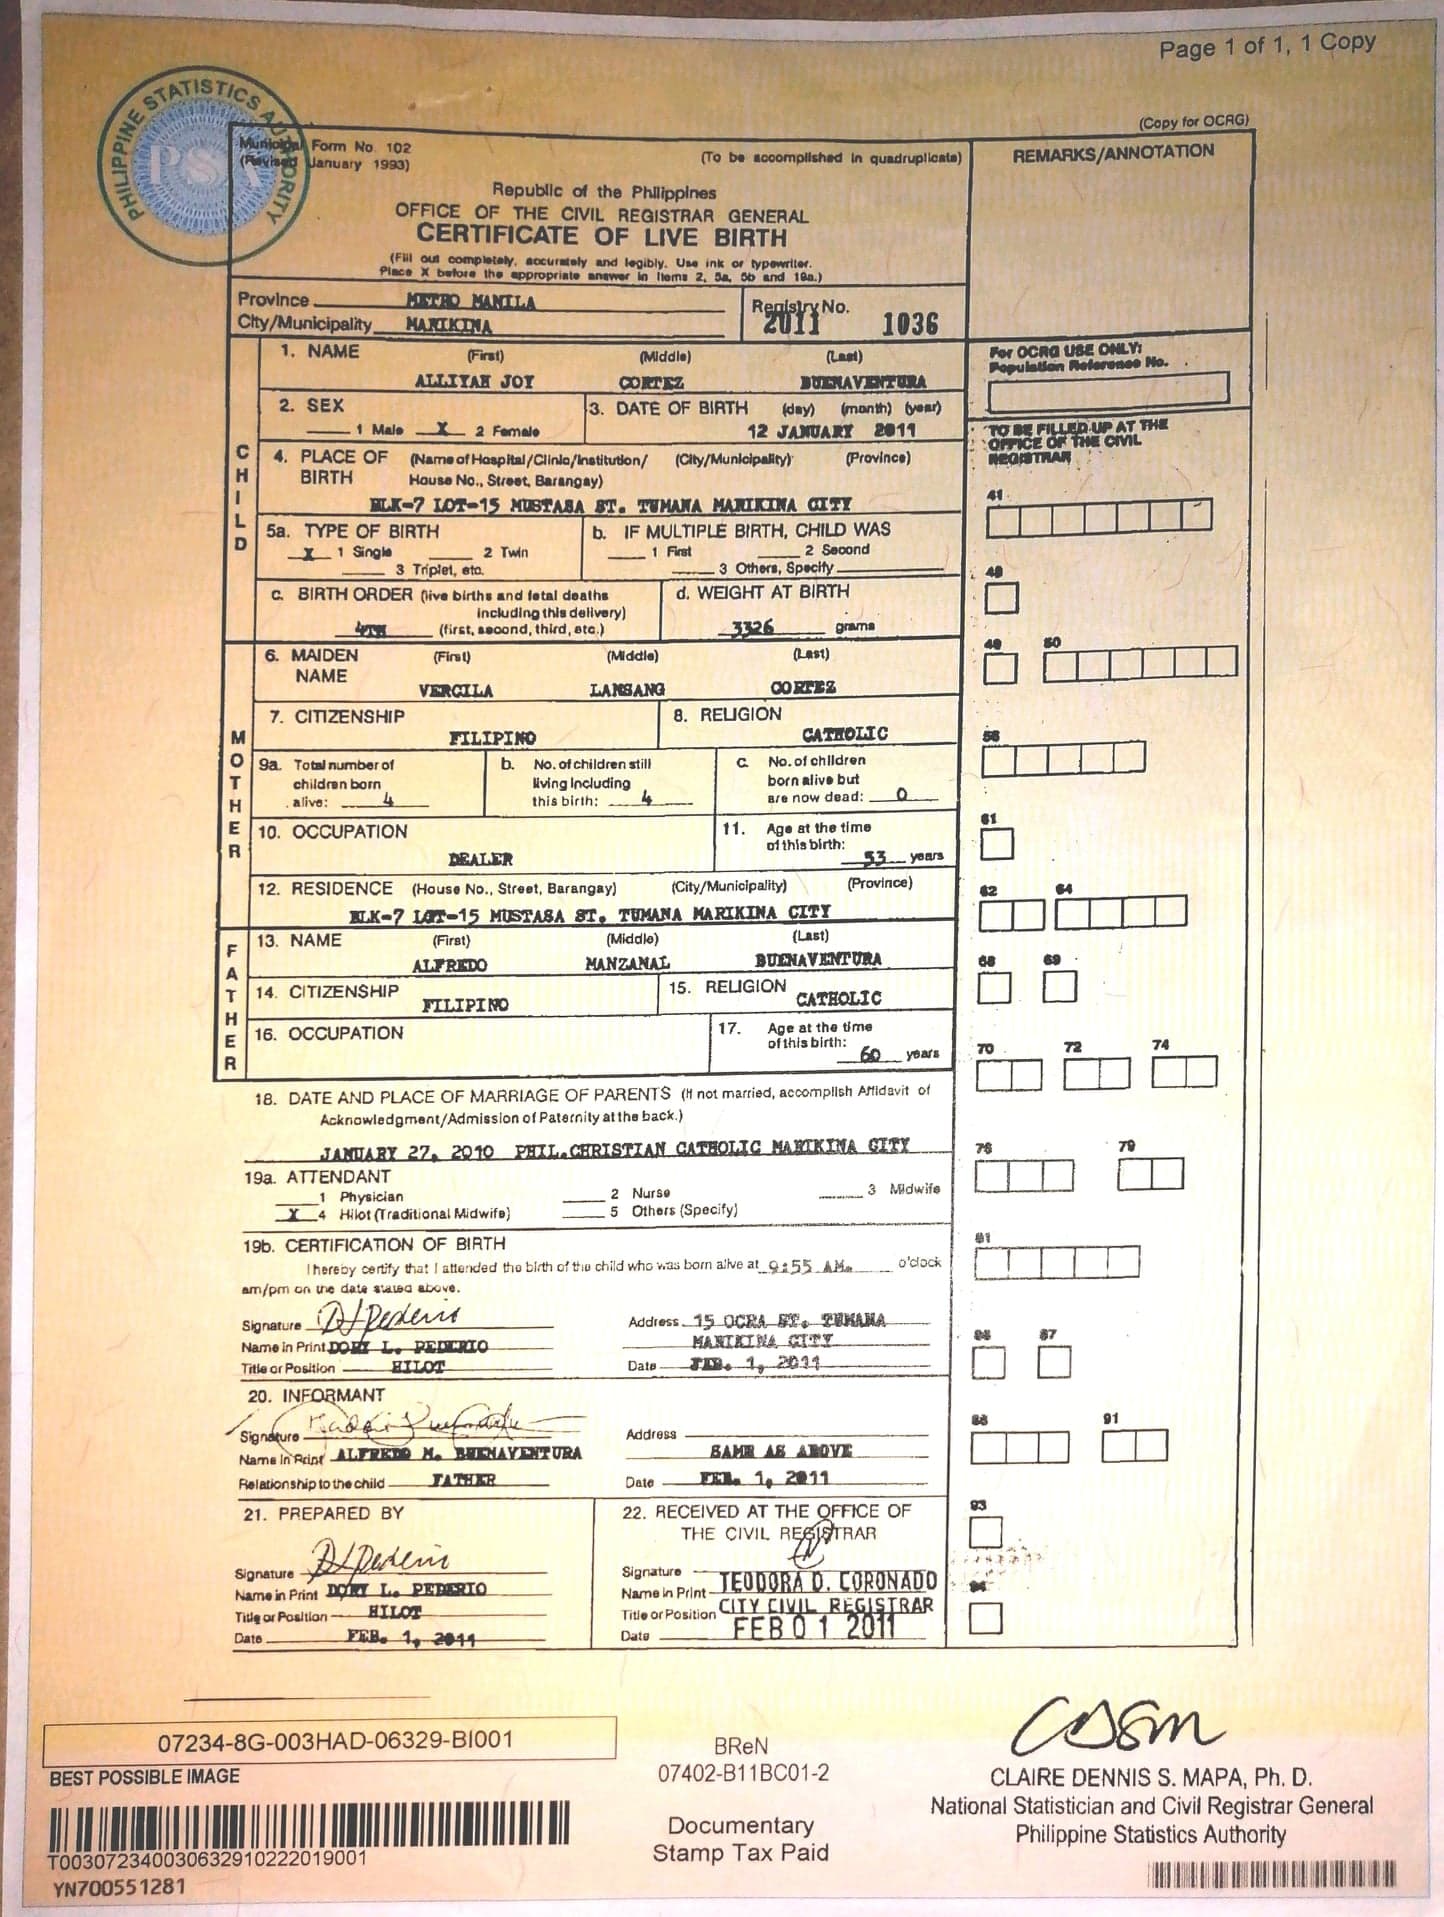 Page 1 of 1, 1 Copy
PHILIPPINE STATISTICS AUTHORITY
PSA
(Copy for OCRG)
Municipal Form No. 102
(Revised January 1993)
(To be accomplished in quadruplicate)
REMARKS/ANNOTATION
Republic of the Philippines
OFFICE OF THE CIVIL REGISTRAR GENERAL
CERTIFICATE OF LIVE BIRTH
(Fill out completely, accurately and legibly. Use ink or typewriter.
Place X before the appropriate answer in Items 2, 5a, 5b and 19a.)
Province METRO MANILA
City/Municipality MARIKINA
Registry No.
2011 1036
CHILD
1. NAME (First) (Middle) (Last)
ALLIYAH JOY CORTEZ BUENAVENTURA
For OCRG USE ONLY:
Population Reference No.
2. SEX
1 Male X 2 Female
3. DATE OF BIRTH (day) (month) (year)
12 JANUARY 2011
TO BE FILLED UP AT THE
OFFICE OF THE CIVIL
REGISTRAR
4. PLACE OF BIRTH (Name of Hospital/Clinic/Institution/ (City/Municipality) (Province)
House No., Street, Barangay)
BLK-7 LOT-15 MUSTASA ST. TUMANA MARIKINA CITY
41
5a. TYPE OF BIRTH
X 1 Single 2 Twin
3 Triplet, etc.
b. IF MULTIPLE BIRTH, CHILD WAS
1 First 2 Second
3 Others, Specify
c. BIRTH ORDER (live births and fetal deaths
including this delivery)
4TH (first, second, third, etc.)
d. WEIGHT AT BIRTH
3326 grams
48
MOTHER
6. MAIDEN NAME (First) (Middle) (Last)
VERCILA LANSANG CORTEZ
49 50
7. CITIZENSHIP
FILIPINO
8. RELIGION
CATHOLIC
56
9a. Total number of
children born
alive: 4
b. No. of children still
living including
this birth: 4
c. No. of children
born alive but
are now dead: 0
10. OCCUPATION
DEALER
11. Age at the time
of this birth:
53 years
61
12. RESIDENCE (House No., Street, Barangay) (City/Municipality) (Province)
BLK-7 LOT-15 MUSTASA ST. TUMANA MARIKINA CITY
62 64
FATHER
13. NAME (First) (Middle) (Last)
ALFREDO MANZANAL BUENAVENTURA
68 69
14. CITIZENSHIP
FILIPINO
15. RELIGION
CATHOLIC
16. OCCUPATION
17. Age at the time
of this birth:
60 years
70 72 74
18. DATE AND PLACE OF MARRIAGE OF PARENTS (If not married, accomplish Affidavit of
Acknowledgment/Admission of Paternity at the back.)
JANUARY 27, 2010 PHIL.CHRISTIAN CATHOLIC MARIKINA CITY
76 79
19a. ATTENDANT
1 Physician 2 Nurse 3 Midwife
X 4 Hilot (Traditional Midwife) 5 Others (Specify)
19b. CERTIFICATION OF BIRTH
I hereby certify that I attended the birth of the child who was born alive at 9:55 AM. o'clock
am/pm on the date stated above.
81
Signature
Name in Print DORY L. PEDERIO
Title or Position HILOT
Address 15 OCRA ST. TUMANA
MARIKINA CITY
Date FEB. 1, 2011
86 87
20. INFORMANT
Signature
Name in Print ALFREDO M. BUENAVENTURA
Relationship to the child FATHER
Address
SAME AS ABOVE
Date FEB. 1, 2011
88 91
21. PREPARED BY
Signature
Name in Print DORY L. PEDERIO
Title or Position HILOT
Date FEB. 1, 2011
22. RECEIVED AT THE OFFICE OF
THE CIVIL REGISTRAR
Signature
Name in Print TEODORA D. CORONADO
Title or Position CITY CIVIL REGISTRAR
Date FEB 01 2011
93
94
07234-8G-003HAD-06329-BI001
BEST POSSIBLE IMAGE
T003072340030632910222019001
YN700551281
BReN
07402-B11BC01-2
Documentary
Stamp Tax Paid
CLAIRE DENNIS S. MAPA, Ph. D.
National Statistician and Civil Registrar General
Philippine Statistics Authority